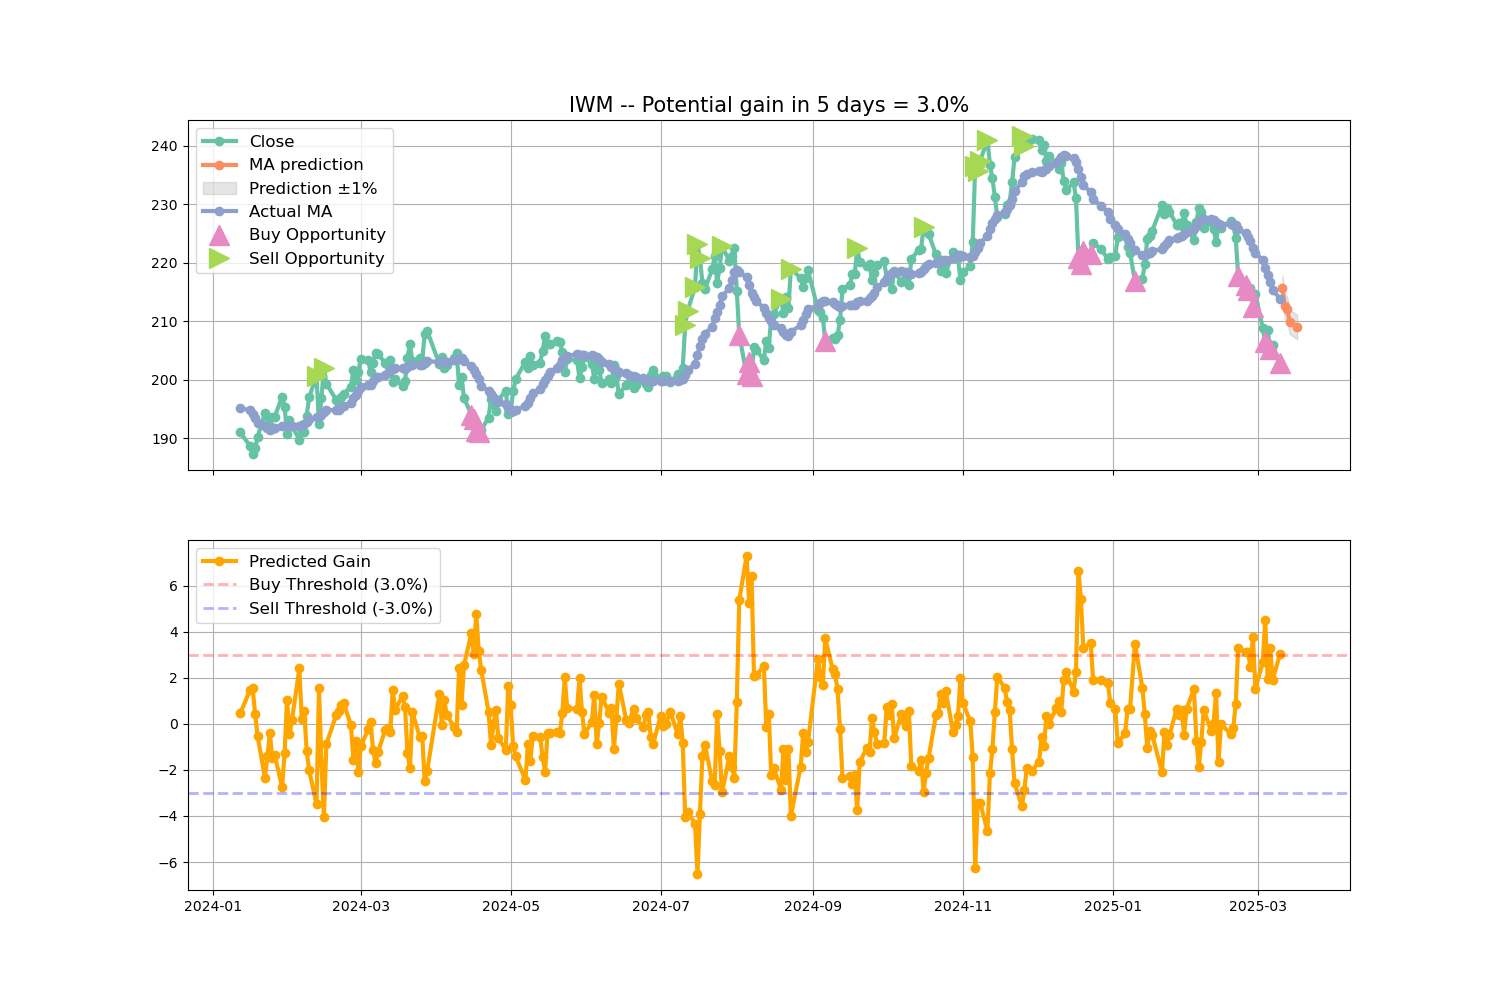 IWM -- Potential gain in 5 days = 3.0%
Close
MA prediction
Prediction ±1%
Actual MA
Buy Opportunity
Sell Opportunity
240
230
220
210
200
190
Predicted Gain
Buy Threshold (3.0%)
Sell Threshold (-3.0%)
6
4
2
0
−2
−4
−6
2024-01 2024-03 2024-05 2024-07 2024-09 2024-11 2025-01 2025-03